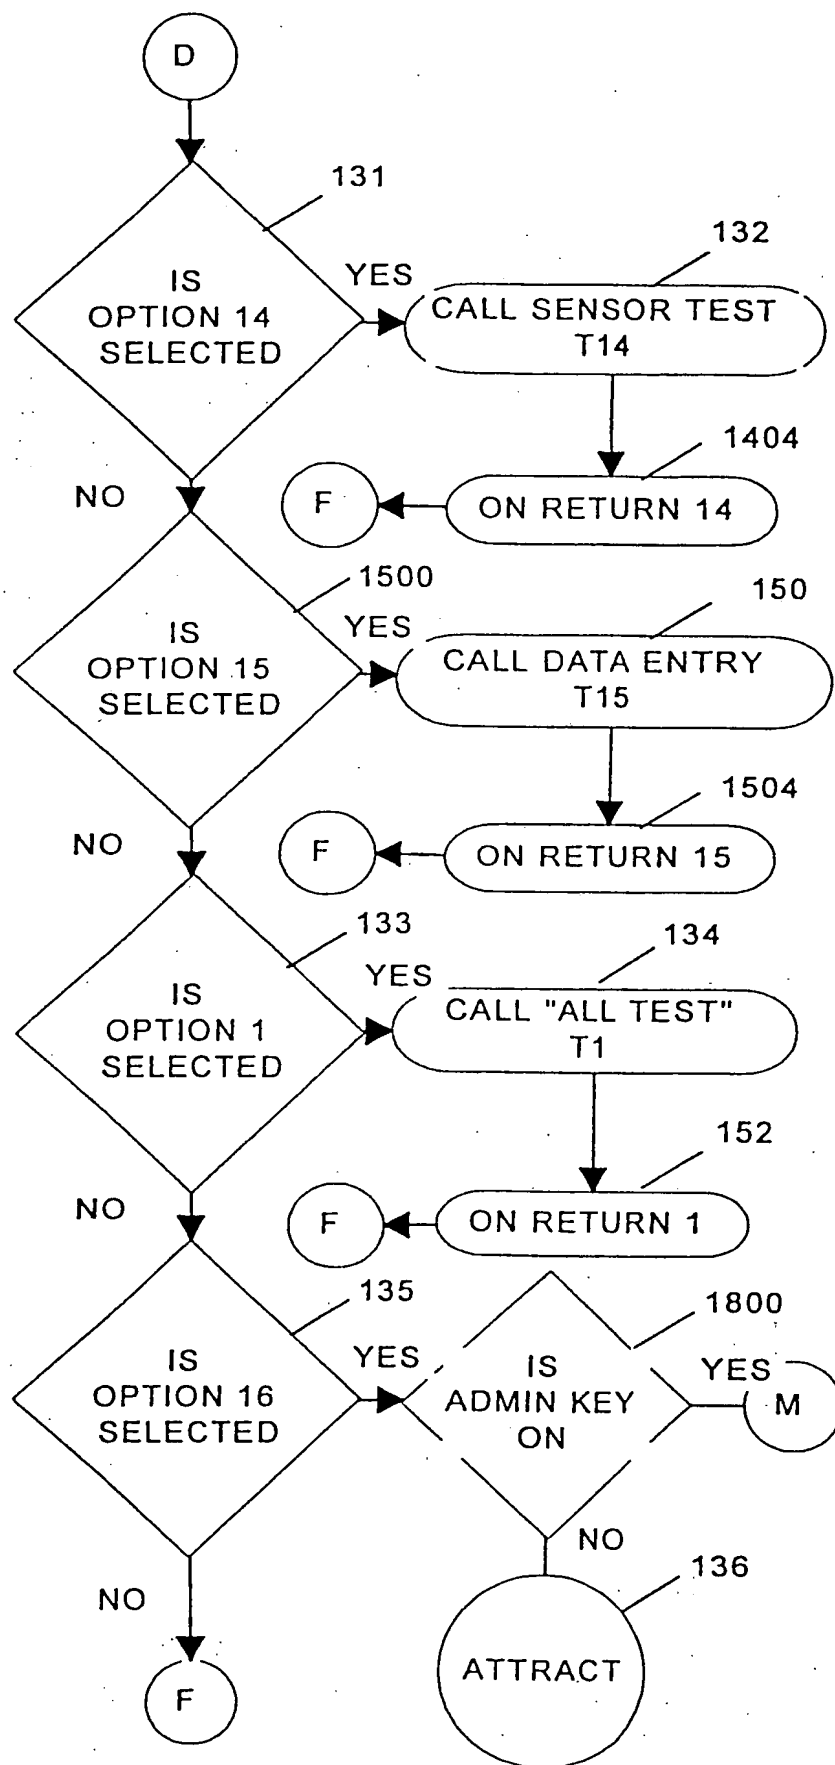 D
131
IS
OPTION 14
SELECTED
YES
132
CALL SENSOR TEST
T14
NO
1404
F
ON RETURN 14
1500
IS
OPTION 15
SELECTED
YES
150
CALL DATA ENTRY
T15
NO
1504
F
ON RETURN 15
133
IS
OPTION 1
SELECTED
YES
134
CALL "ALL TEST"
T1
NO
152
F
ON RETURN 1
135
IS
OPTION 16
SELECTED
YES
1800
IS
ADMIN KEY
ON
YES
M
NO
NO
136
ATTRACT
F